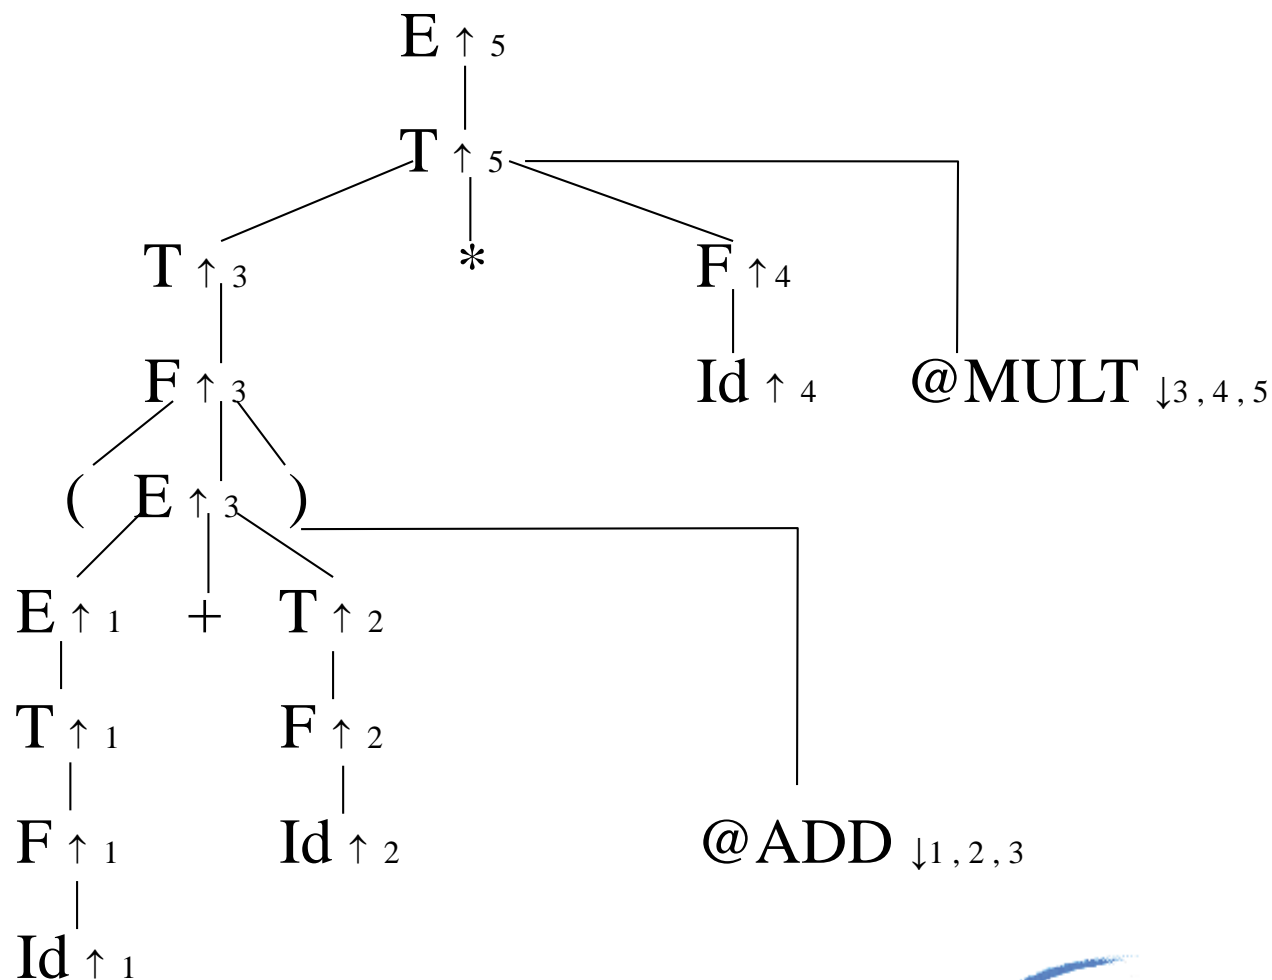 E ↑ 5
T ↑ 5
T ↑ 3 * F ↑ 4
F ↑ 3 Id ↑ 4 @MULT ↓3 , 4 , 5
( E ↑ 3 )
E ↑ 1 + T ↑ 2
T ↑ 1 F ↑ 2
F ↑ 1 Id ↑ 2 @ADD ↓1 , 2 , 3
Id ↑ 1